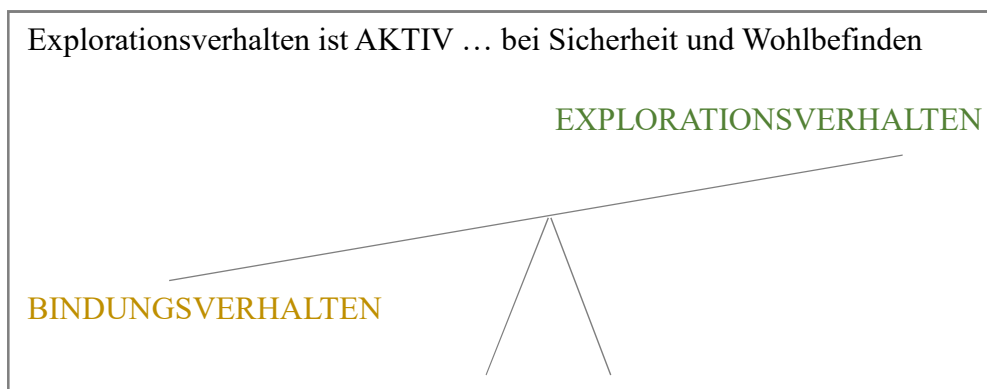 Explorationsverhalten ist AKTIV … bei Sicherheit und Wohlbefinden
EXPLORATIONSVERHALTEN
BINDUNGSVERHALTEN